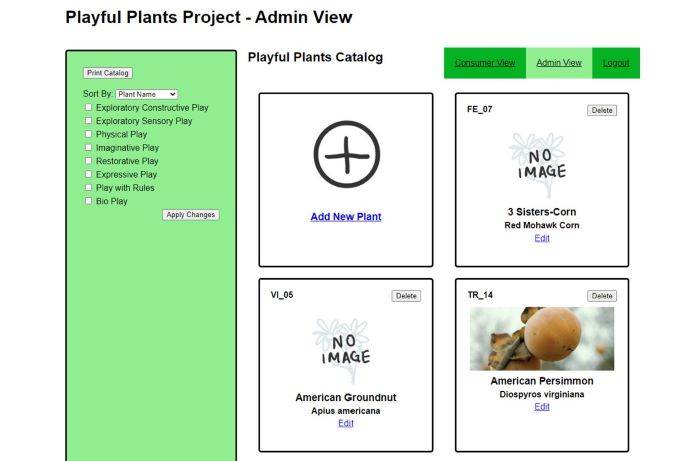 Playful Plants Project - Admin View
Print Catalog
Sort By: Plant Name
Exploratory Constructive Play
Exploratory Sensory Play
Physical Play
Imaginative Play
Restorative Play
Expressive Play
Play with Rules
Bio Play
Apply Changes
Playful Plants Catalog
Consumer View Admin View Logout
Add New Plant
FE_07 Delete
NO
IMAGE
3 Sisters-Corn
Red Mohawk Corn
Edit
VI_05 Delete
NO
IMAGE
American Groundnut
Apius americana
Edit
TR_14 Delete
American Persimmon
Diospyros virginiana
Edit